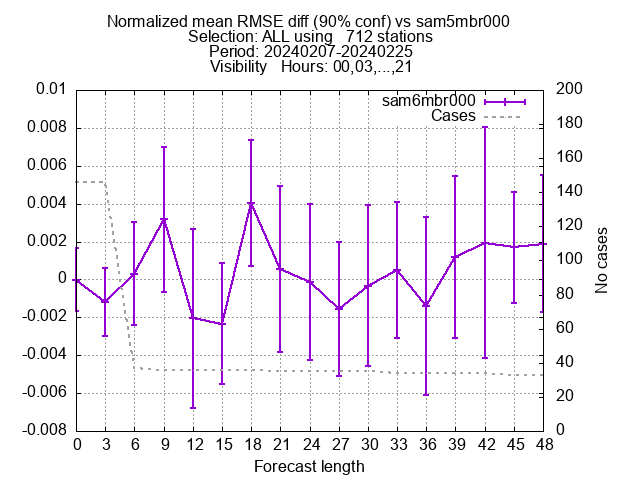 Normalized mean RMSE diff (90% conf) vs sam5mbr000
Selection: ALL using   712 stations
Period: 20240207-20240225
Visibility   Hours: 00,03,...,21
sam6mbr000
Cases
0.01
0.008
0.006
0.004
0.002
0
-0.002
-0.004
-0.006
-0.008
200
180
160
140
120
100
80
60
40
20
0
No cases
0 3 6 9 12 15 18 21 24 27 30 33 36 39 42 45 48
Forecast length